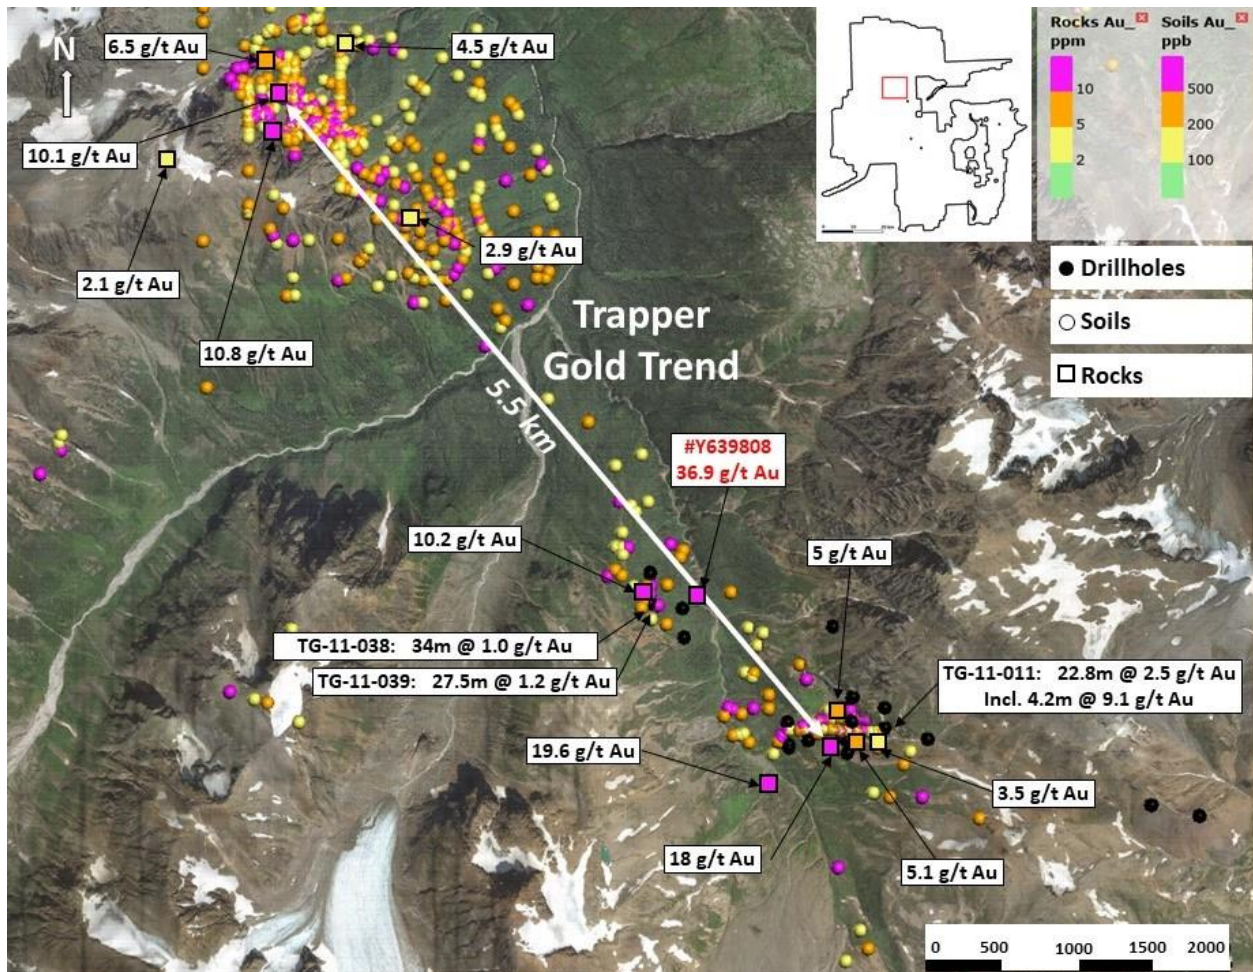 N
6.5 g/t Au
4.5 g/t Au
10.1 g/t Au
2.1 g/t Au
10.8 g/t Au
2.9 g/t Au
Rocks Au_
ppm
10
5
2
Soils Au_
ppb
500
200
100
Drillholes
Soils
Rocks
Trapper
Gold Trend
5.5 km
#Y639808
36.9 g/t Au
10.2 g/t Au
5 g/t Au
TG-11-038: 34m @ 1.0 g/t Au
TG-11-039: 27.5m @ 1.2 g/t Au
TG-11-011: 22.8m @ 2.5 g/t Au
Incl. 4.2m @ 9.1 g/t Au
19.6 g/t Au
3.5 g/t Au
18 g/t Au
5.1 g/t Au
0 500 1000 1500 2000